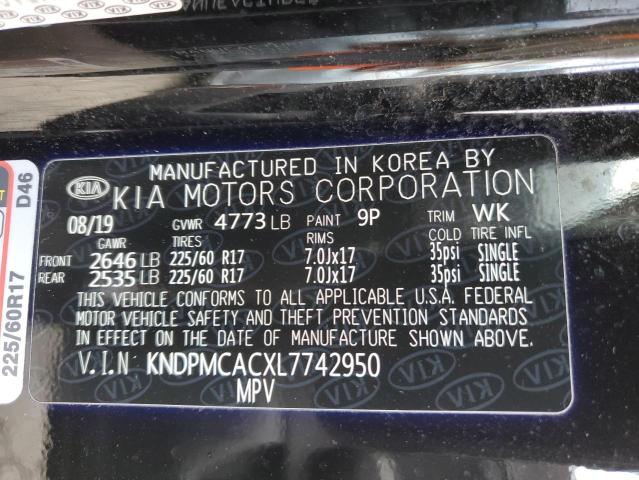 MANUFACTURED IN KOREA BY
KIA KIA MOTORS CORPORATION
08/19 GVWR 4773 LB PAINT 9P TRIM WK
GAWR TIRES RIMS COLD TIRE INFL
FRONT 2646 LB 225/60 R17 7.0Jx17 35psi SINGLE
REAR 2535 LB 225/60 R17 7.0Jx17 35psi SINGLE
THIS VEHICLE CONFORMS TO ALL APPLICABLE U.S.A. FEDERAL
MOTOR VEHICLE SAFETY AND THEFT PREVENTION STANDARDS
IN EFFECT ON THE DATE OF MANUFACTURE SHOWN ABOVE.
V.I.N KNDPMCACXL7742950
MPV
225/60R17 D46